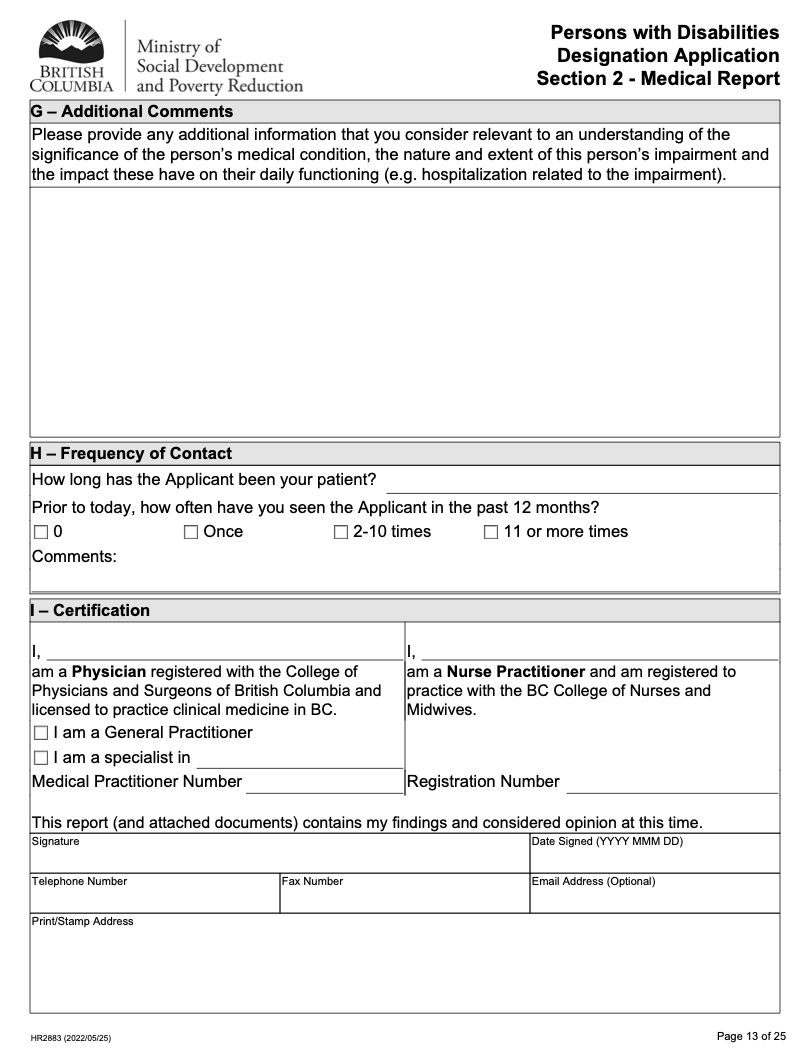 BRITISH
COLUMBIA
Ministry of
Social Development
and Poverty Reduction
Persons with Disabilities
Designation Application
Section 2 - Medical Report
G – Additional Comments
Please provide any additional information that you consider relevant to an understanding of the
significance of the person's medical condition, the nature and extent of this person's impairment and
the impact these have on their daily functioning (e.g. hospitalization related to the impairment).
H – Frequency of Contact
How long has the Applicant been your patient?
Prior to today, how often have you seen the Applicant in the past 12 months?
0 Once 2-10 times 11 or more times
Comments:
I – Certification
I,
am a Physician registered with the College of
Physicians and Surgeons of British Columbia and
licensed to practice clinical medicine in BC.
I am a General Practitioner
I am a specialist in
Medical Practitioner Number
I,
am a Nurse Practitioner and am registered to
practice with the BC College of Nurses and
Midwives.
Registration Number
This report (and attached documents) contains my findings and considered opinion at this time.
Signature
Date Signed (YYYY MMM DD)
Telephone Number
Fax Number
Email Address (Optional)
Print/Stamp Address
HR2883 (2022/05/25)
Page 13 of 25